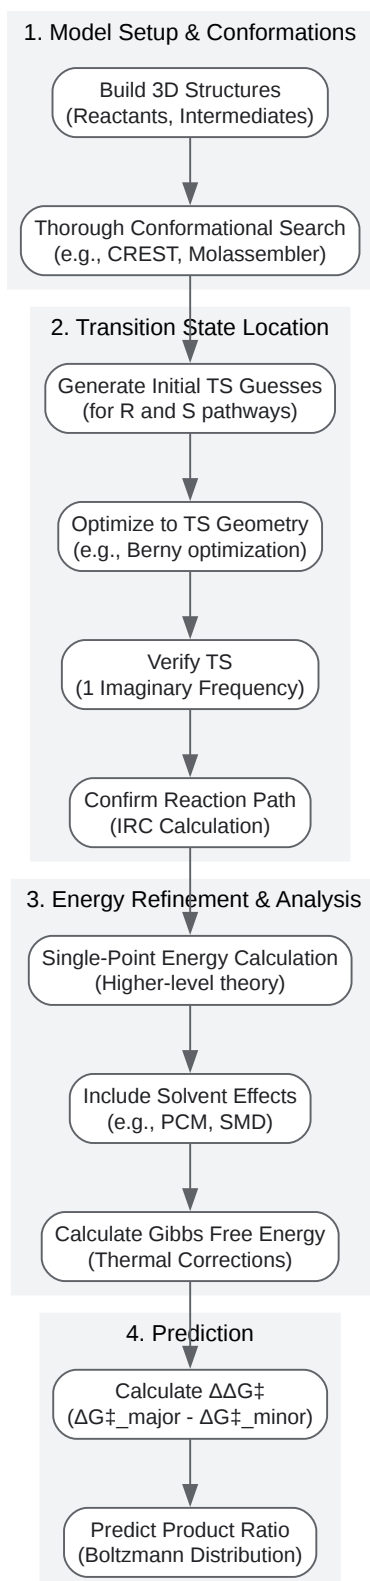 1. Model Setup & Conformations
Build 3D Structures
(Reactants, Intermediates)
Thorough Conformational Search
(e.g., CREST, Molassembler)
2. Transition State Location
Generate Initial TS Guesses
(for R and S pathways)
Optimize to TS Geometry
(e.g., Berny optimization)
Verify TS
(1 Imaginary Frequency)
Confirm Reaction Path
(IRC Calculation)
3. Energy Refinement & Analysis
Single-Point Energy Calculation
(Higher-level theory)
Include Solvent Effects
(e.g., PCM, SMD)
Calculate Gibbs Free Energy
(Thermal Corrections)
4. Prediction
Calculate ΔΔG‡
(ΔG‡_major - ΔG‡_minor)
Predict Product Ratio
(Boltzmann Distribution)